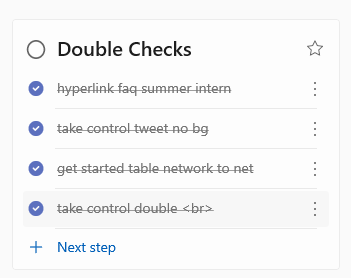 Double Checks
hyperlink faq summer intern
take control tweet no bg
get started table network to net
take control double <br>
Next step